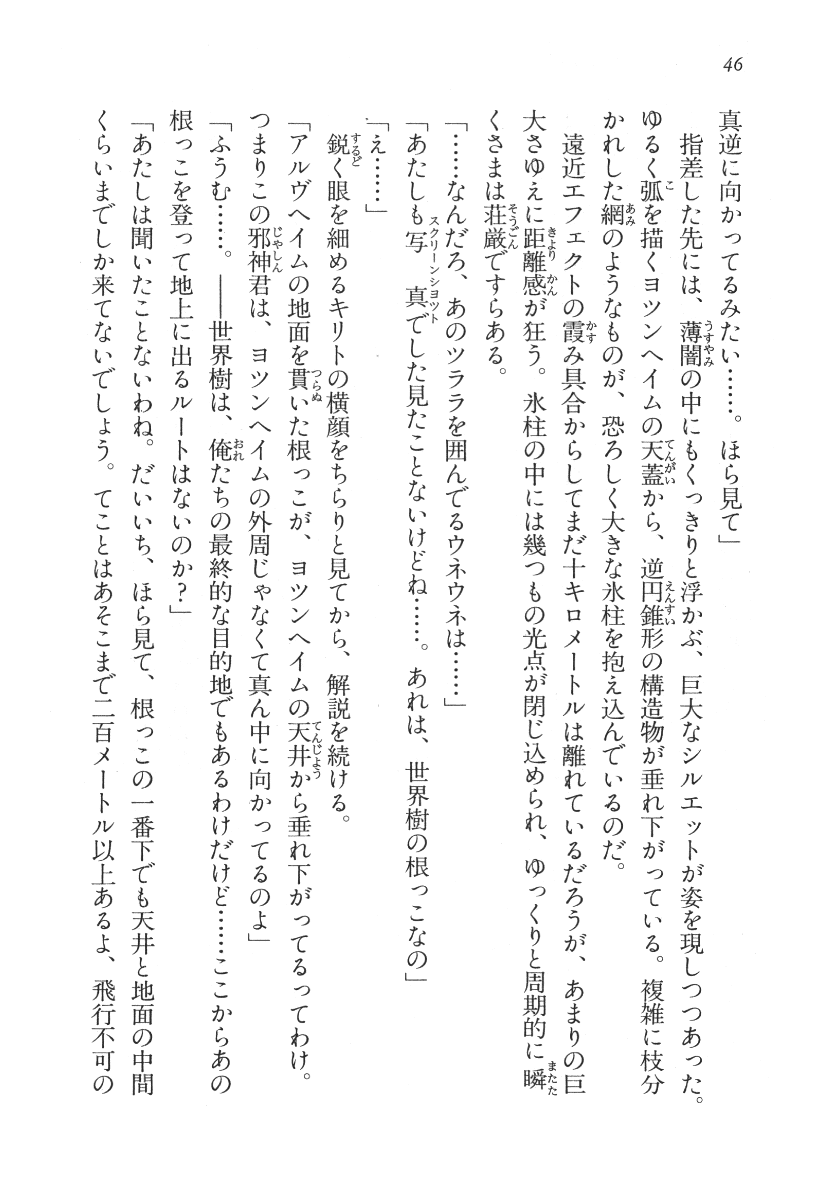 46
真逆に向かってるみたい……。ほら見て」
指差した先には、薄闇の中にもくっきりと浮かぶ、巨大なシルエットが姿を現しつつあった。
ゆるく弧を描くヨツンヘイムの天蓋から、逆円錐形の構造物が垂れ下がっている。複雑に枝分
かれした網のようなものが、恐ろしく大きな氷柱を抱え込んでいるのだ。
遠近エフェクトの霞み具合からしてまだ十キロメートルは離れているだろうが、あまりの巨
大さゆえに距離感が狂う。氷柱の中には幾つもの光点が閉じ込められ、ゆっくりと周期的に瞬
くさまは荘厳ですらある。
「……なんだろ、あのツララを囲んでるウネウネは……」
「あたしも写真でした見たことないけどね……。あれは、世界樹の根っこなの」
「え……」
鋭く眼を細めるキリトの横顔をちらりと見てから、解説を続ける。
「アルヴヘイムの地面を貫いた根っこが、ヨツンヘイムの天井から垂れ下がってるってわけ。
つまりこの邪神君は、ヨツンヘイムの外周じゃなくて真ん中に向かってるのよ」
「ふうむ……。――世界樹は、俺たちの最終的な目的地でもあるわけだけど……ここからあの
根っこを登って地上に出るルートはないのか？」
「あたしは聞いたことないわね。だいいち、ほら見て、根っこの一番下でも天井と地面の中間
くらいまでしか来てないでしょう。てことはあそこまで二百メートル以上あるよ、飛行不可の